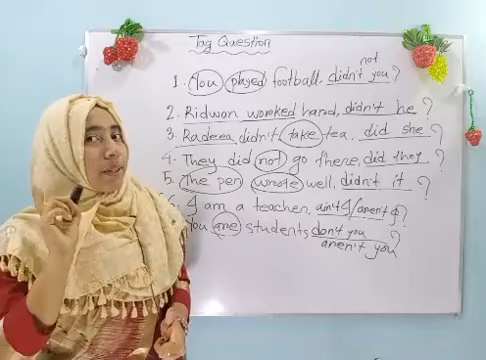 Tag Question
not
1. You played football, didn't you?
2. Ridwon worked hard, didn't he?
3. Radeea didn't take tea, did she?
4. They did not go there, did they?
5. The pen wrote well, didn't it?
I am a teacher, ain't I/aren't I?
You are students don't you
aren't you?